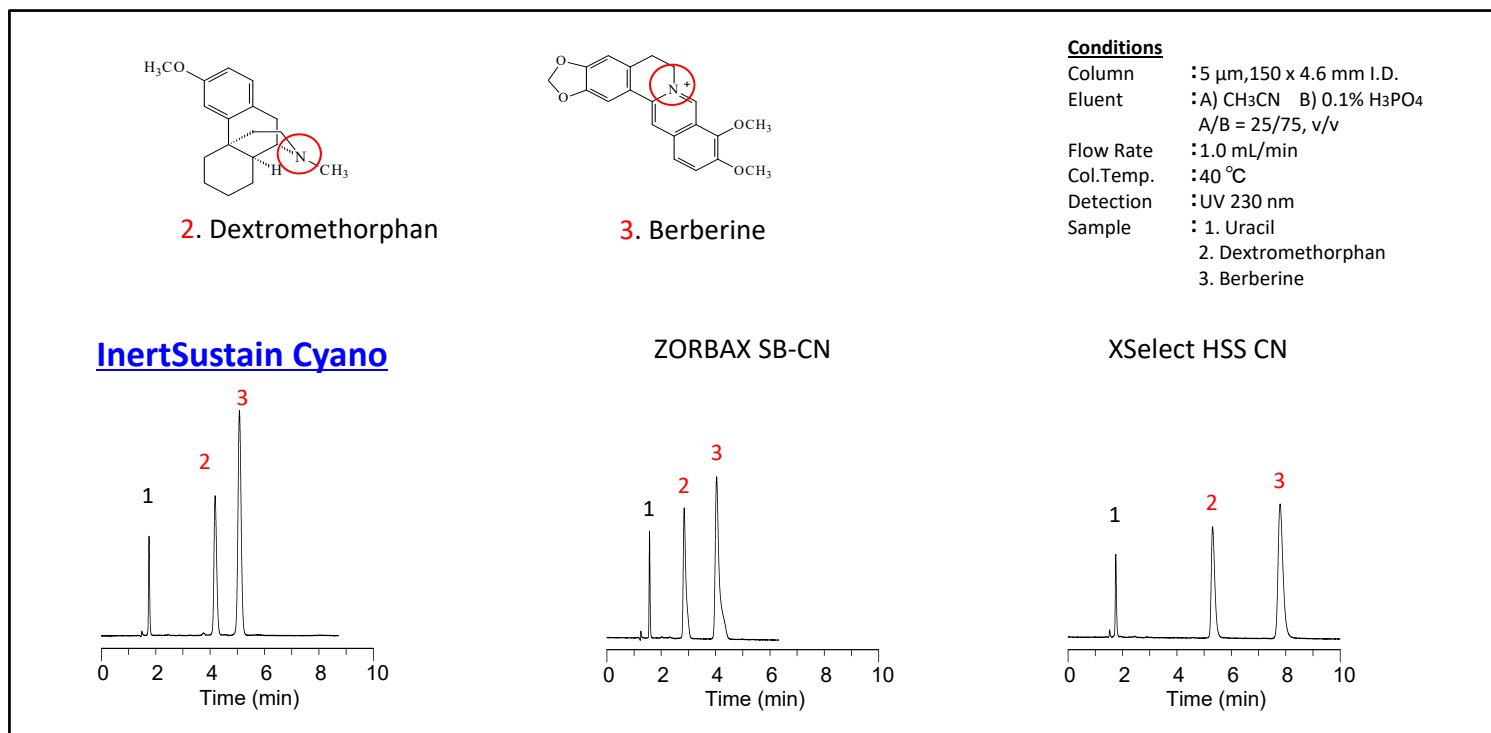 H3CO
N
H
CH3
2. Dextromethorphan
O
O
N +
OCH3
OCH3
3. Berberine
Conditions
Column : 5 µm,150 x 4.6 mm I.D.
Eluent : A) CH3CN B) 0.1% H3PO4
A/B = 25/75, v/v
Flow Rate : 1.0 mL/min
Col.Temp. : 40 ℃
Detection : UV 230 nm
Sample : 1. Uracil
2. Dextromethorphan
3. Berberine
InertSustain Cyano
1
2
3
0 2 4 6 8 10
Time (min)
ZORBAX SB-CN
1
2
3
0 2 4 6 8 10
Time (min)
XSelect HSS CN
1
2
3
0 2 4 6 8 10
Time (min)